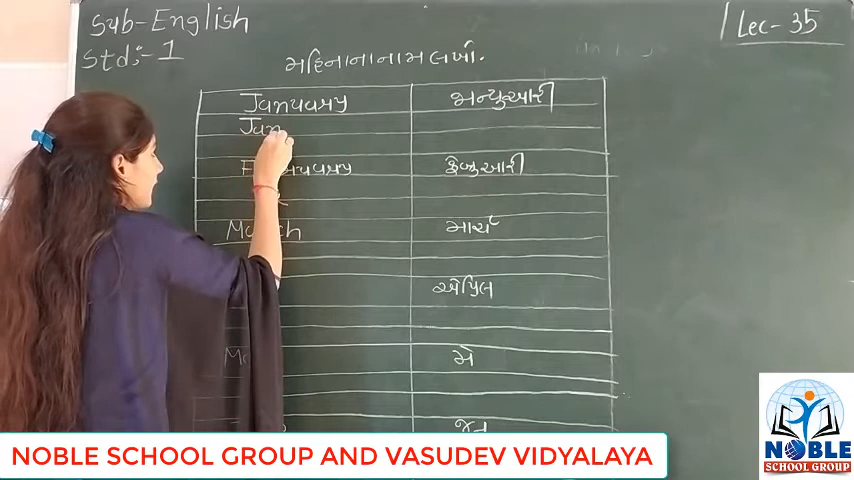 Sub-English
Lec-35
Std:-1
મહિનાના નામ લખો.
January જાન્યુઆરી
Jan
ફેબ્રુઆરી
March માર્ચ
એપ્રિલ
મે
જૂન
NOBLE
SCHOOL GROUP
NOBLE SCHOOL GROUP AND VASUDEV VIDYALAYA